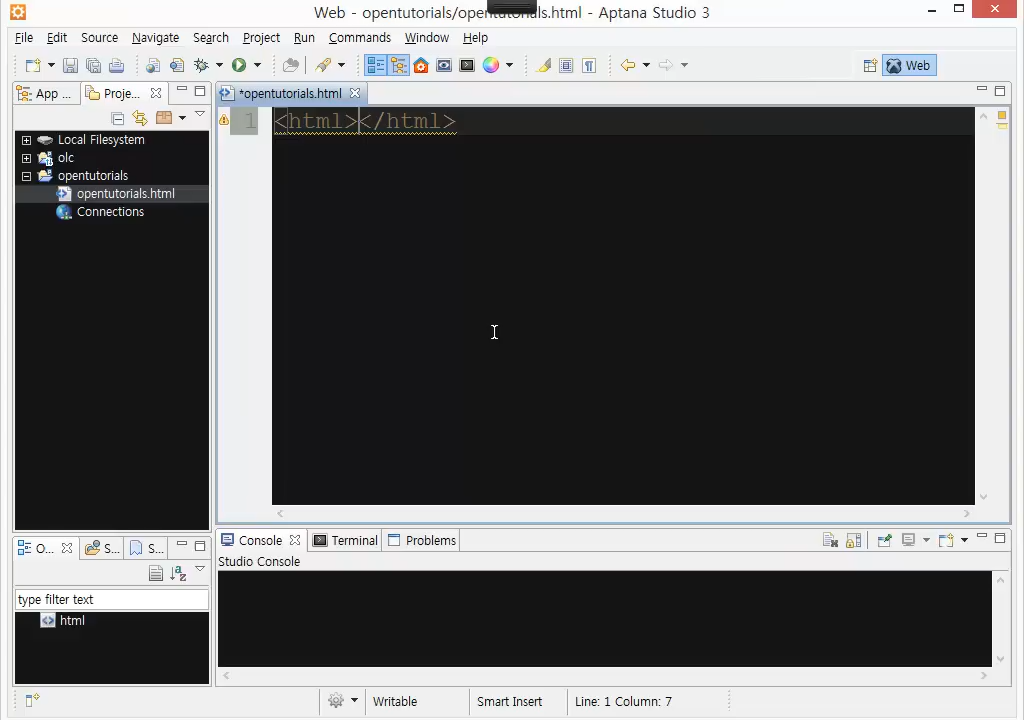 Web - opentutorials/opentutorials.html - Aptana Studio 3
File Edit Source Navigate Search Project Run Commands Window Help
Web
App ... Proje...
*opentutorials.html
Local Filesystem
olc
opentutorials
opentutorials.html
Connections
1 <html></html>
O... S... S...
type filter text
html
Console Terminal Problems
Studio Console
Writable Smart Insert Line: 1 Column: 7